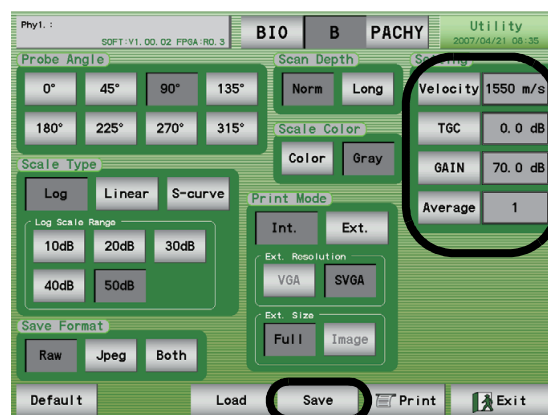 Phy1. :
SOFT:V1.00.02 FPGA:R0.3
BIO B PACHY
Utility
2007/04/21 08:35
Probe Angle
0° 45° 90° 135°
180° 225° 270° 315°
Scan Depth
Norm Long
Scale Color
Color Gray
Velocity 1550 m/s
TGC 0.0 dB
GAIN 70.0 dB
Average 1
Scale Type
Log Linear S-curve
Log Scale Range
10dB 20dB 30dB
40dB 50dB
Print Mode
Int. Ext.
Ext. Resolution
VGA SVGA
Ext. Size
Full Image
Save Format
Raw Jpeg Both
Default Load Save Print Exit